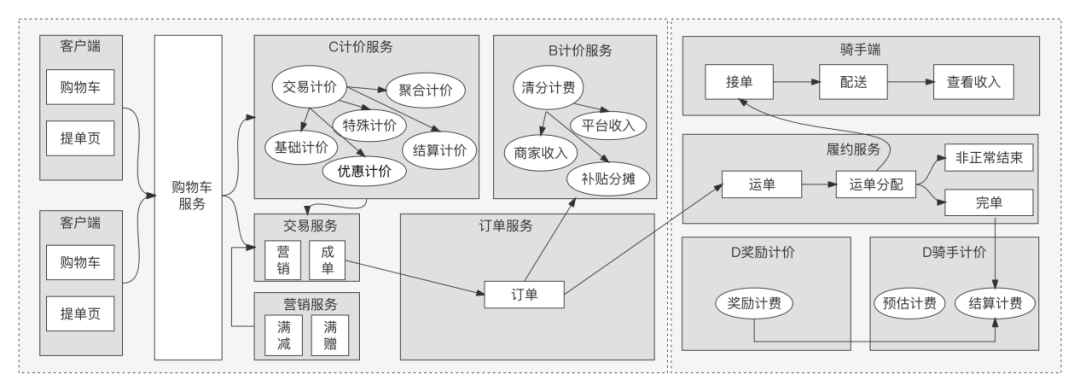 客户端
购物车
提单页
客户端
购物车
提单页
购物车
服务
C计价服务
交易计价
聚合计价
特殊计价
基础计价
结算计价
优惠计价
交易服务
营
销
成
单
营销服务
满
减
满
赠
B计价服务
清分计费
平台收入
商家收入
补贴分摊
订单服务
订单
骑手端
接单
配送
查看收入
履约服务
运单
运单分配
非正常结束
完单
D奖励计价
奖励计费
D骑手计价
预估计费
结算计费